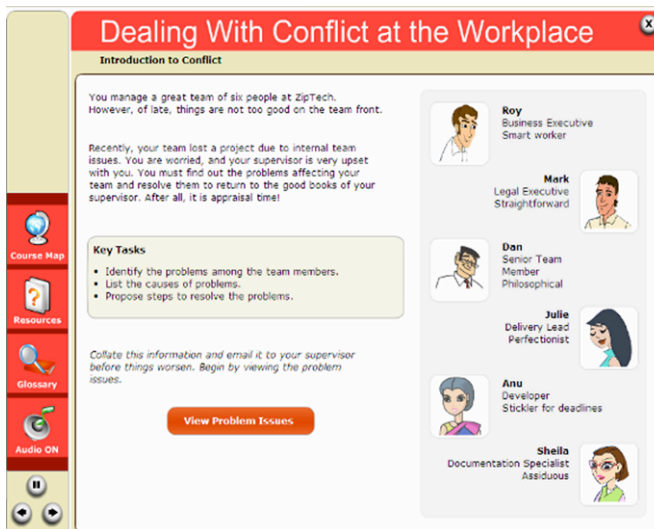 Dealing With Conflict at the Workplace
X
Introduction to Conflict
You manage a great team of six people at ZipTech.
However, of late, things are not too good on the team front.
Recently, your team lost a project due to internal team
issues. You are worried, and your supervisor is very upset
with you. You must find out the problems affecting your
team and resolve them to return to the good books of your
supervisor. After all, it is appraisal time!
Key Tasks
• Identify the problems among the team members.
• List the causes of problems.
• Propose steps to resolve the problems.
Collate this information and email it to your supervisor
before things worsen. Begin by viewing the problem
issues.
View Problem Issues
Roy
Business Executive
Smart worker
Mark
Legal Executive
Straightforward
Dan
Senior Team
Member
Philosophical
Julie
Delivery Lead
Perfectionist
Anu
Developer
Stickler for deadlines
Sheila
Documentation Specialist
Assiduous
Course Map
?
Resources
Glossary
Audio ON